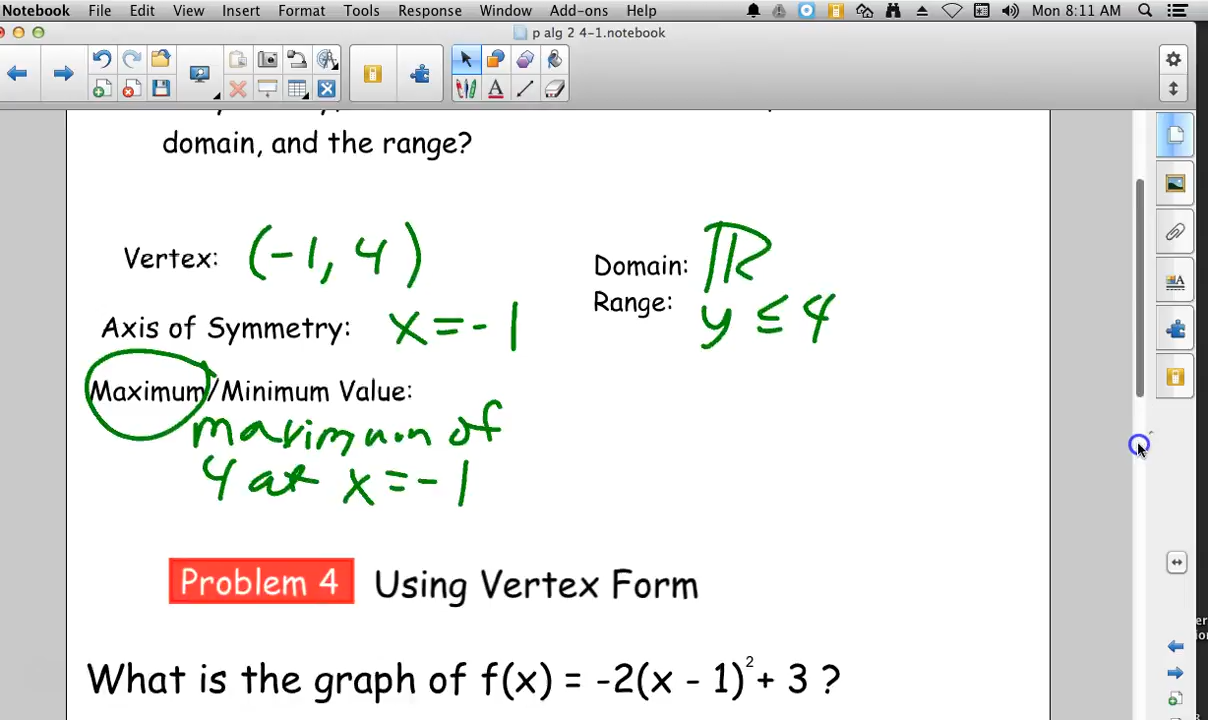 Notebook File Edit View Insert Format Tools Response Window Add-ons Help Mon 8:11 AM
p alg 2 4-1.notebook
domain, and the range?
Vertex: (-1, 4)
Domain: ℝ
Range: y ≤ 4
Axis of Symmetry: x = -1
Maximum/Minimum Value:
maximum of
4 at x = -1
Problem 4 Using Vertex Form
What is the graph of f(x) = -2(x - 1)²+ 3 ?